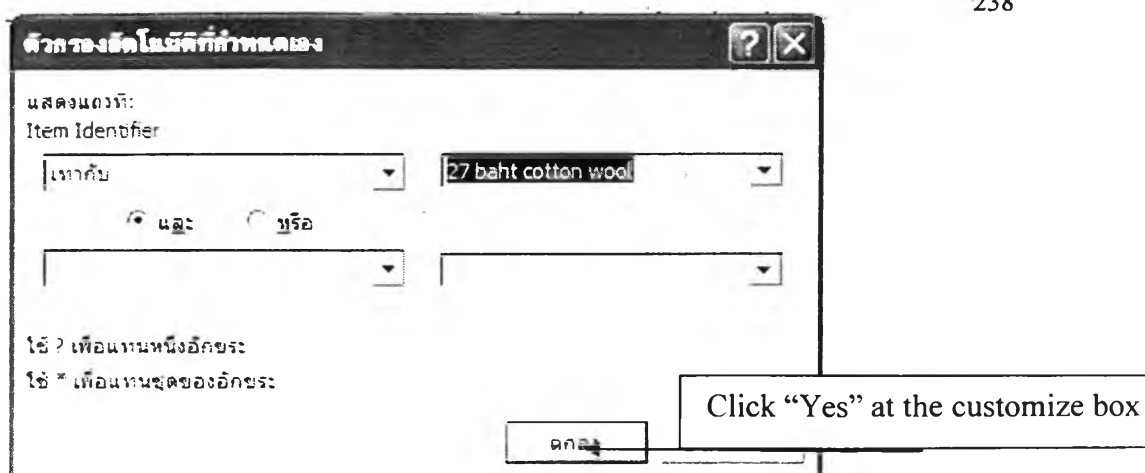 238
ตัวกรองอัตโนมัติที่กำหนดเอง
แสดงแถวที่:
Item Identifier
เท่ากับ 27 baht cotton wool
และ หรือ
ใช้ ? เพื่อแทนหนึ่งอักขระ
ใช้ * เพื่อแทนชุดของอักขระ
Click “Yes” at the customize box
ตกลง